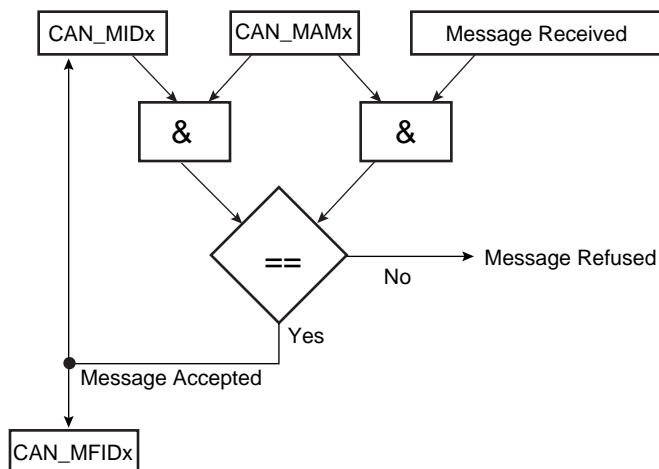 CAN_MIDx
CAN_MAMx
Message Received
&
&
==
No
Message Refused
Yes
Message Accepted
CAN_MFIDx